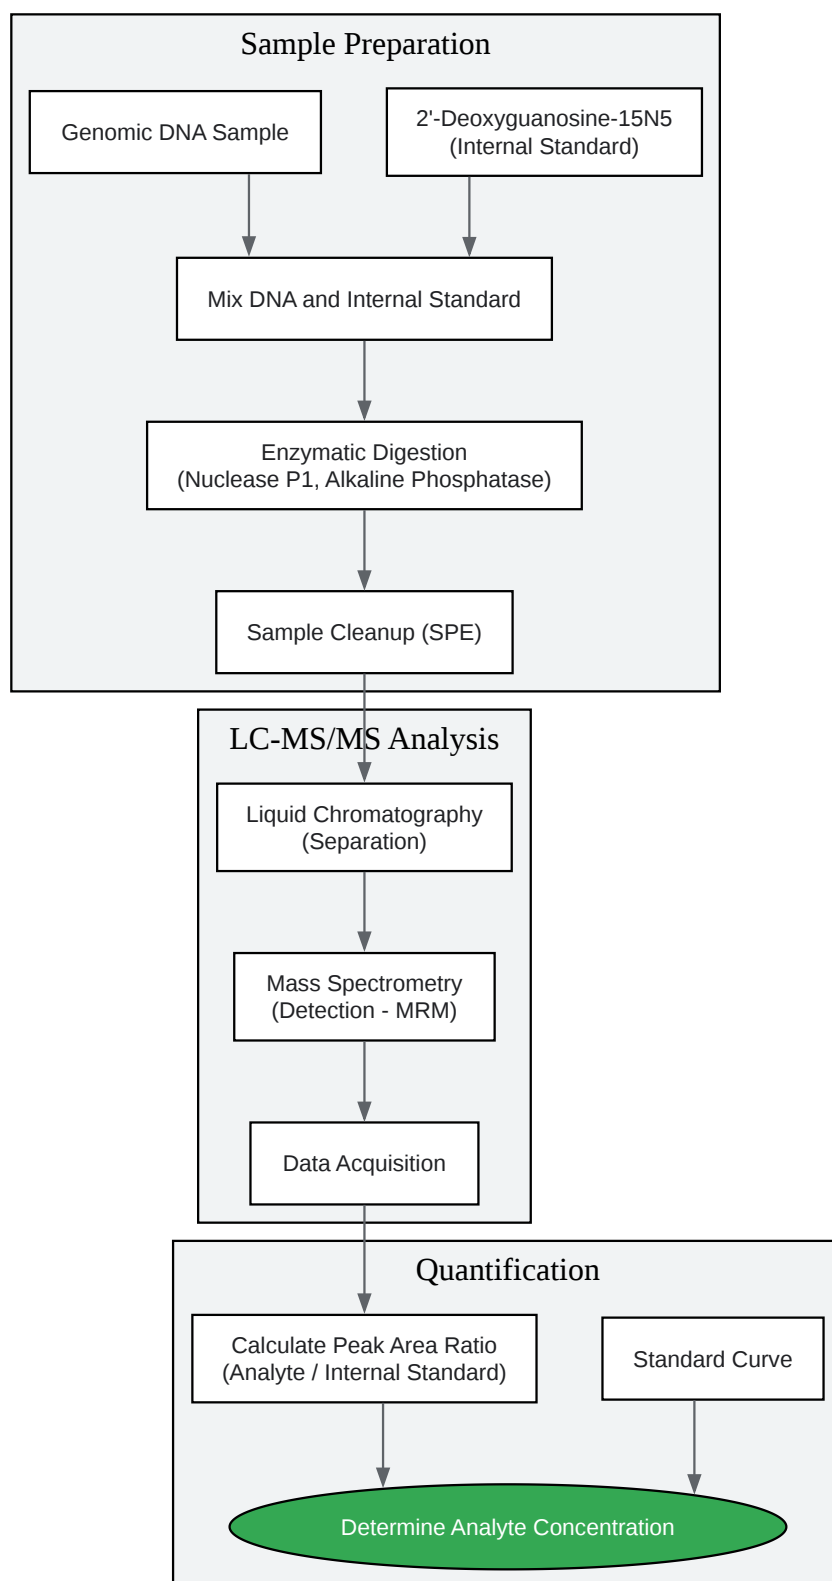 Sample Preparation
Genomic DNA Sample
2'-Deoxyguanosine-15N5
(Internal Standard)
Mix DNA and Internal Standard
Enzymatic Digestion
(Nuclease P1, Alkaline Phosphatase)
Sample Cleanup (SPE)
LC-MS/MS Analysis
Liquid Chromatography
(Separation)
Mass Spectrometry
(Detection - MRM)
Data Acquisition
Quantification
Calculate Peak Area Ratio
(Analyte / Internal Standard)
Standard Curve
Determine Analyte Concentration